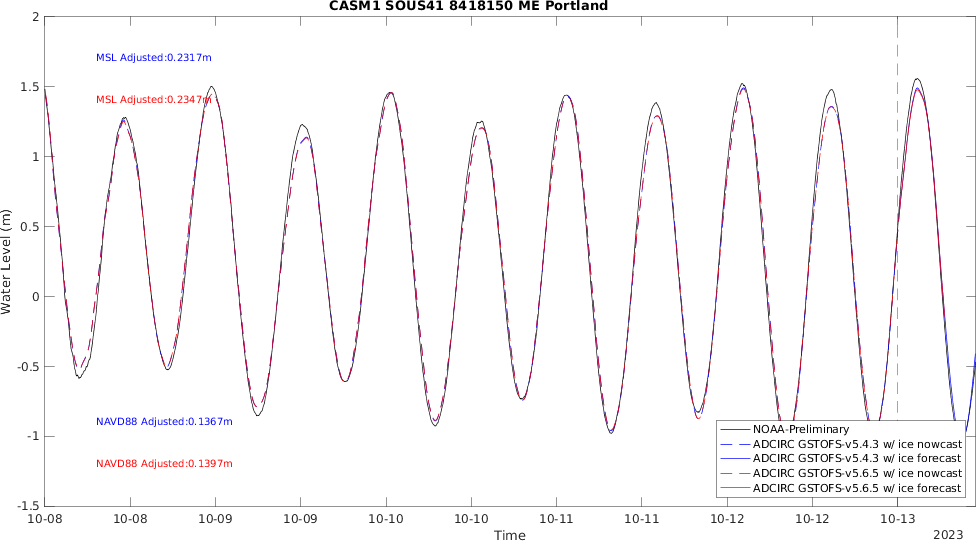 CASM1 SOUS41 8418150 ME Portland
2
1.5
1
0.5
0
-0.5
-1
-1.5
Water Level (m)
MSL Adjusted:0.2317m
MSL Adjusted:0.2347m
NAVD88 Adjusted:0.1367m
NAVD88 Adjusted:0.1397m
NOAA-Preliminary
ADCIRC GSTOFS-v5.4.3 w/ ice nowcast
ADCIRC GSTOFS-v5.4.3 w/ ice forecast
ADCIRC GSTOFS-v5.6.5 w/ ice nowcast
ADCIRC GSTOFS-v5.6.5 w/ ice forecast
10-08 10-08 10-09 10-09 10-10 10-10 10-11 10-11 10-12 10-12 10-13
Time
2023